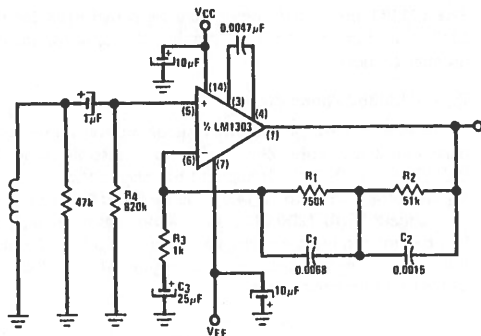 VCC
0.0047µF
10µF
+
(14)
(3)
(4)
+
1µF
(5)
+
½ LM1303
(1)
(6)
−
(7)
47k
R4
820k
R1
750k
R2
51k
R3
1k
C1
0.0068
C2
0.0015
C3
25µF
+
10µF
+
VEE